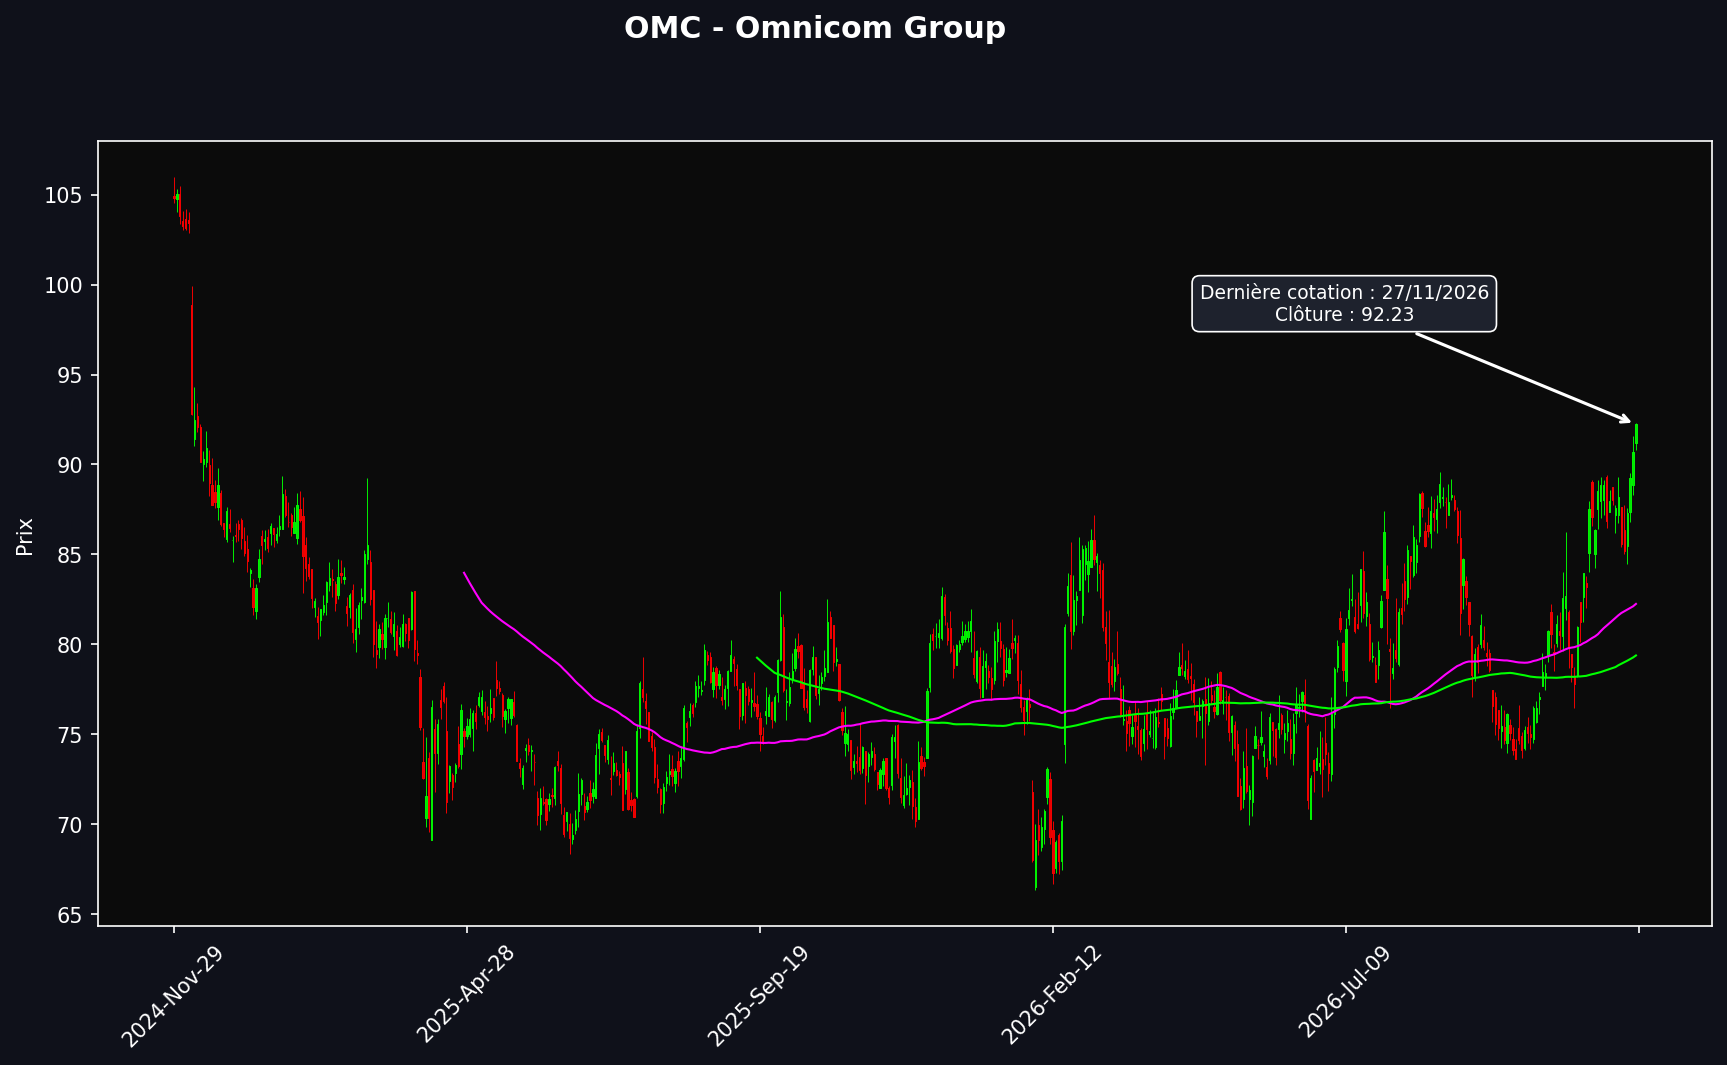 OMC - Omnicom Group
Prix
105
100
95
90
85
80
75
70
65
Dernière cotation : 27/11/2026
Clôture : 92.23
2024-Nov-29
2025-Apr-28
2025-Sep-19
2026-Feb-12
2026-Jul-09